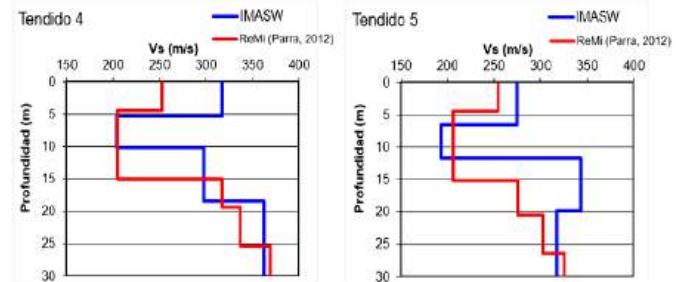 Tendido 4
IMASW
ReMi (Parra, 2012)
Vs (m/s)
150 200 250 300 350 400
Profundidad (m)
0
5
10
15
20
25
30
Tendido 5
IMASW
ReMi (Parra, 2012)
Vs (m/s)
150 200 250 300 350 400
Profundidad (m)
0
5
10
15
20
25
30